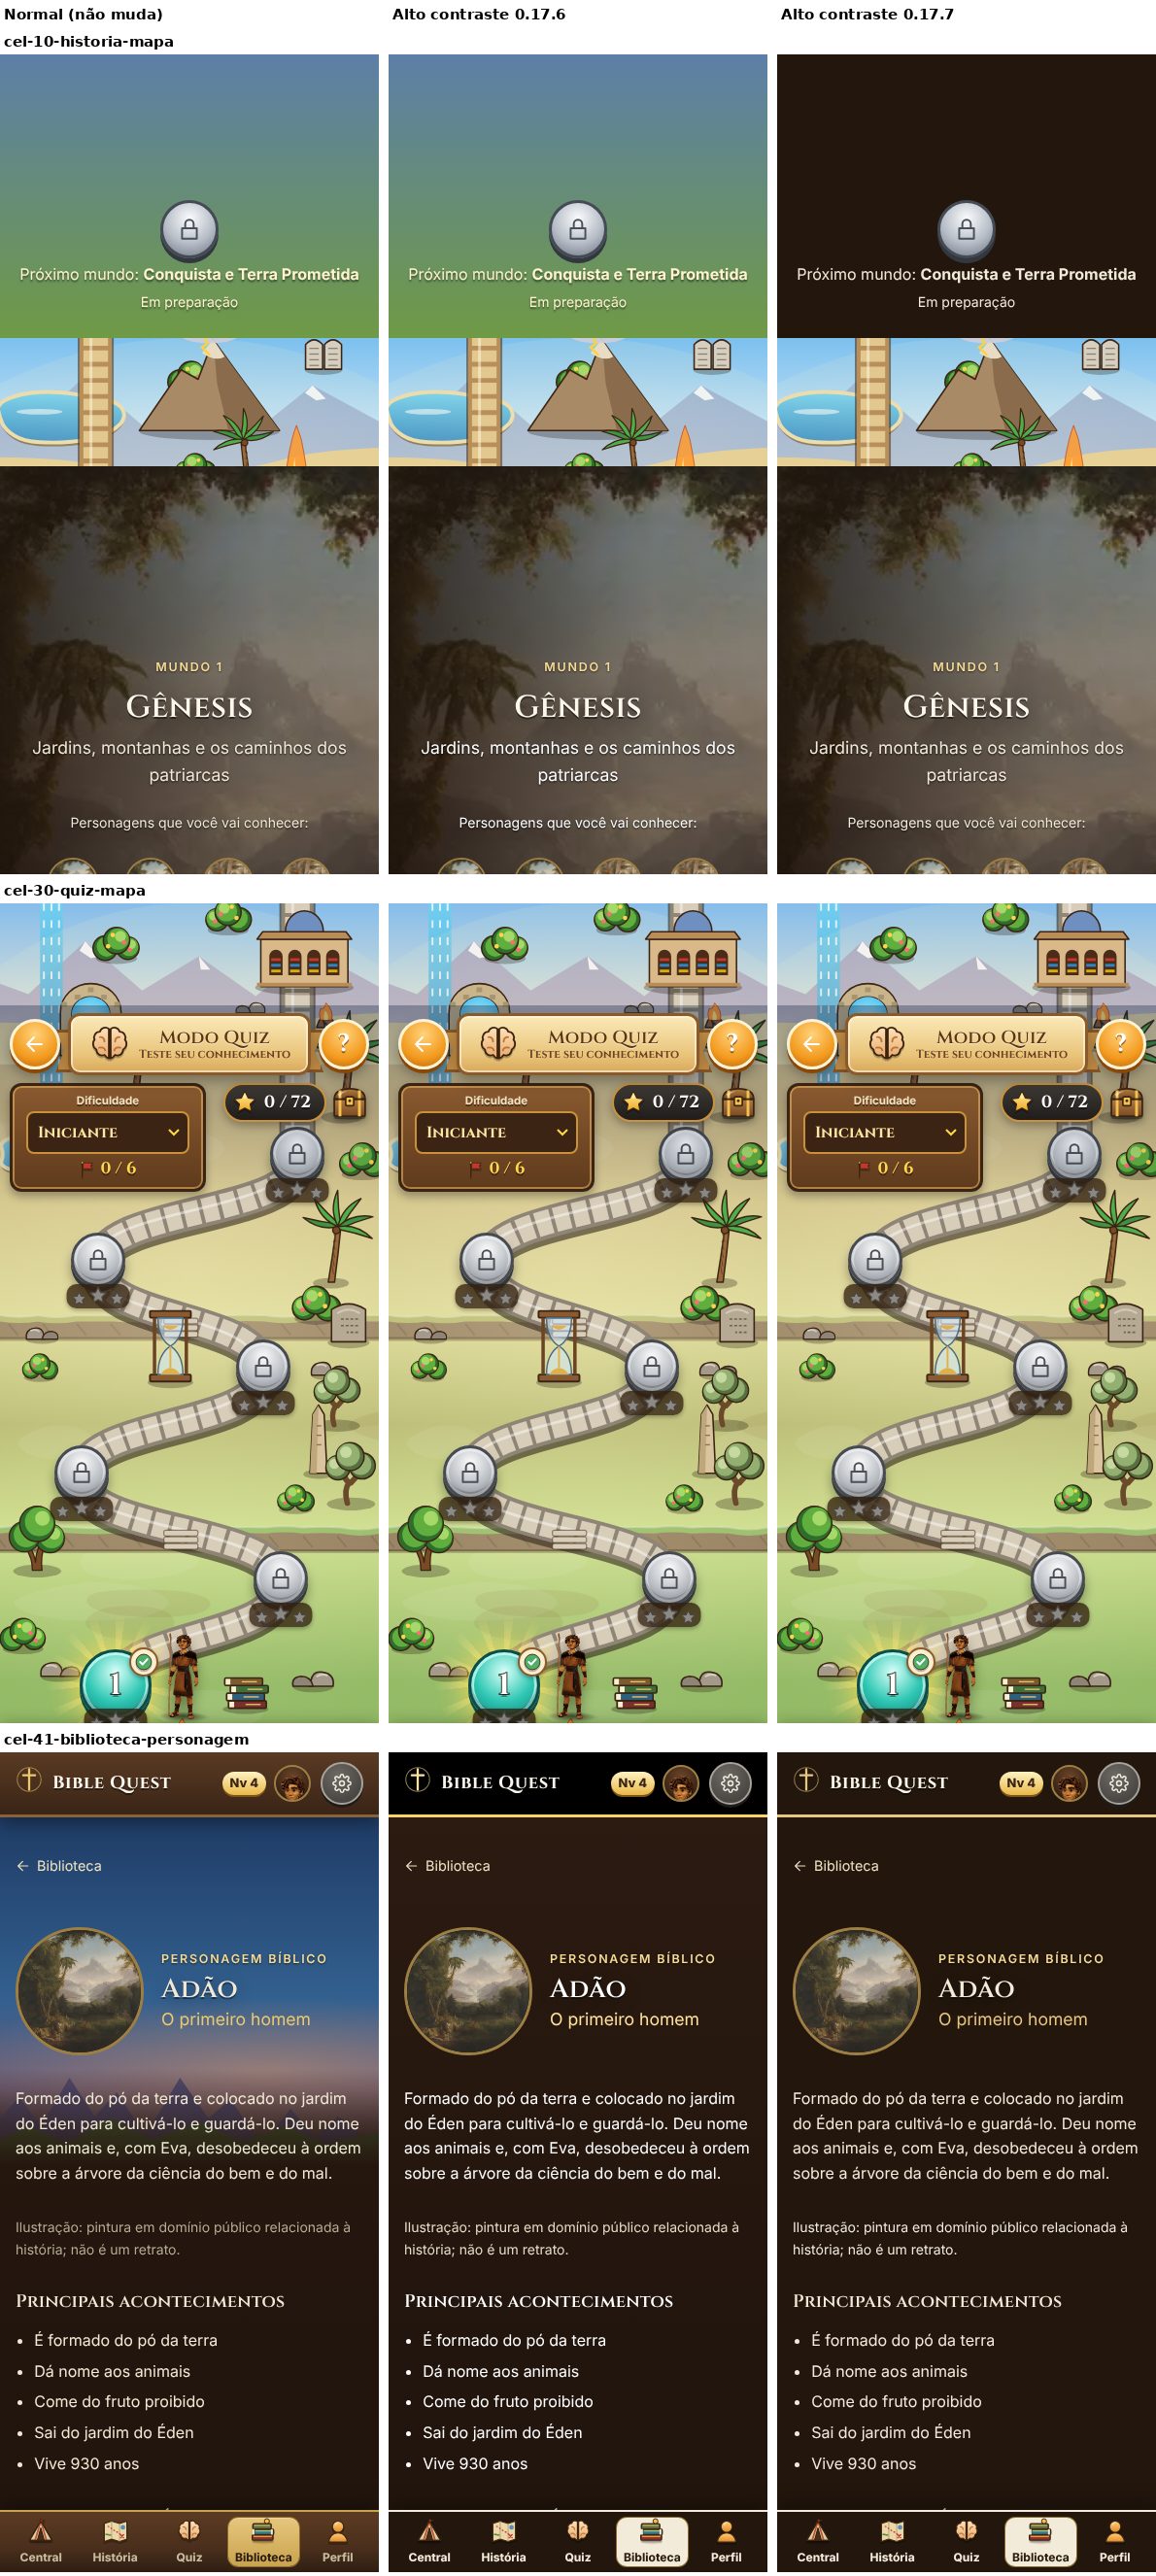 Normal (não muda)
Alto contraste 0.17.6
Alto contraste 0.17.7
cel-10-historia-mapa
Próximo mundo: Conquista e Terra Prometida
Em preparação
MUNDO 1
Gênesis
Jardins, montanhas e os caminhos dos
patriarcas
Personagens que você vai conhecer:
Próximo mundo: Conquista e Terra Prometida
Em preparação
MUNDO 1
Gênesis
Jardins, montanhas e os caminhos dos
patriarcas
Personagens que você vai conhecer:
Próximo mundo: Conquista e Terra Prometida
Em preparação
MUNDO 1
Gênesis
Jardins, montanhas e os caminhos dos
patriarcas
Personagens que você vai conhecer:
cel-30-quiz-mapa
Modo Quiz
Teste seu conhecimento
?
Dificuldade
0 / 72
Iniciante
0 / 6
1
Modo Quiz
Teste seu conhecimento
?
Dificuldade
0 / 72
Iniciante
0 / 6
1
Modo Quiz
Teste seu conhecimento
?
Dificuldade
0 / 72
Iniciante
0 / 6
1
cel-41-biblioteca-personagem
Bible Quest
Nv 4
← Biblioteca
PERSONAGEM BÍBLICO
Adão
O primeiro homem
Formado do pó da terra e colocado no jardim
do Éden para cultivá-lo e guardá-lo. Deu nome
aos animais e, com Eva, desobedeceu à ordem
sobre a árvore da ciência do bem e do mal.
Ilustração: pintura em domínio público relacionada à
história; não é um retrato.
Principais acontecimentos
• É formado do pó da terra
• Dá nome aos animais
• Come do fruto proibido
• Sai do jardim do Éden
• Vive 930 anos
Central
História
Quiz
Biblioteca
Perfil
Bible Quest
Nv 4
← Biblioteca
PERSONAGEM BÍBLICO
Adão
O primeiro homem
Formado do pó da terra e colocado no jardim
do Éden para cultivá-lo e guardá-lo. Deu nome
aos animais e, com Eva, desobedeceu à ordem
sobre a árvore da ciência do bem e do mal.
Ilustração: pintura em domínio público relacionada à
história; não é um retrato.
Principais acontecimentos
• É formado do pó da terra
• Dá nome aos animais
• Come do fruto proibido
• Sai do jardim do Éden
• Vive 930 anos
Central
História
Quiz
Biblioteca
Perfil
Bible Quest
Nv 4
← Biblioteca
PERSONAGEM BÍBLICO
Adão
O primeiro homem
Formado do pó da terra e colocado no jardim
do Éden para cultivá-lo e guardá-lo. Deu nome
aos animais e, com Eva, desobedeceu à ordem
sobre a árvore da ciência do bem e do mal.
Ilustração: pintura em domínio público relacionada à
história; não é um retrato.
Principais acontecimentos
• É formado do pó da terra
• Dá nome aos animais
• Come do fruto proibido
• Sai do jardim do Éden
• Vive 930 anos
Central
História
Quiz
Biblioteca
Perfil